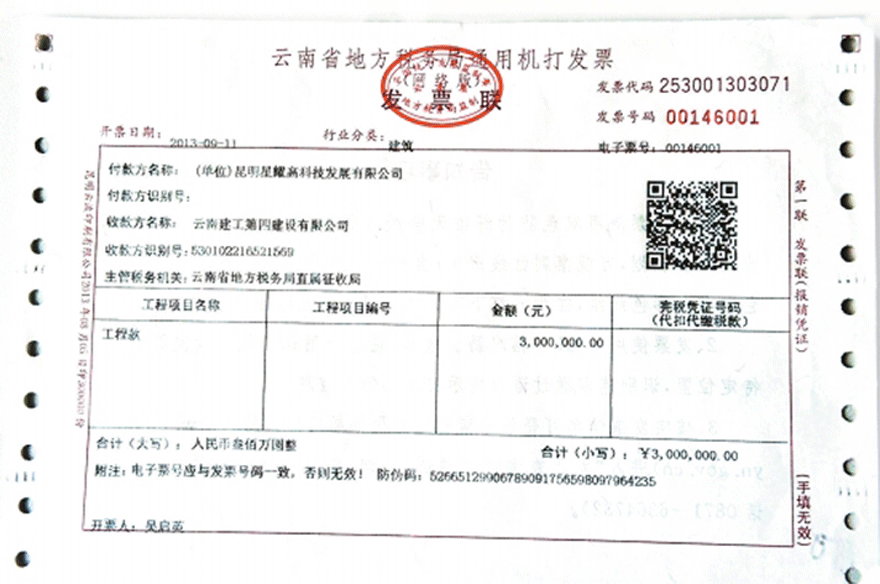 云南省地方税务局通用机打发票
(网络版)
发票联
发票代码 253001303071
发票号码 00146001
开票日期: 2013-09-11 行业分类: 建筑 电子票号: 00146001
付款方名称: (单位)昆明星耀高科技发展有限公司
付款方识别号:
收款方名称: 云南建工第四建设有限公司
收款方识别号: 530102216521569
主管税务机关: 云南省地方税务局直属征收局
工程项目名称 工程项目编号 金额(元) 完税凭证号码
(代扣代缴税款)
工程款 3,000,000.00
合计(大写): 人民币叁佰万圆整 合计(小写): ¥3,000,000.00
附注: 电子票号应与发票号码一致, 否则无效! 防伪码: 52665129906789091756598097964235
开票人: 吴启英
第一联 发票联(报销凭证)
(手填无效)